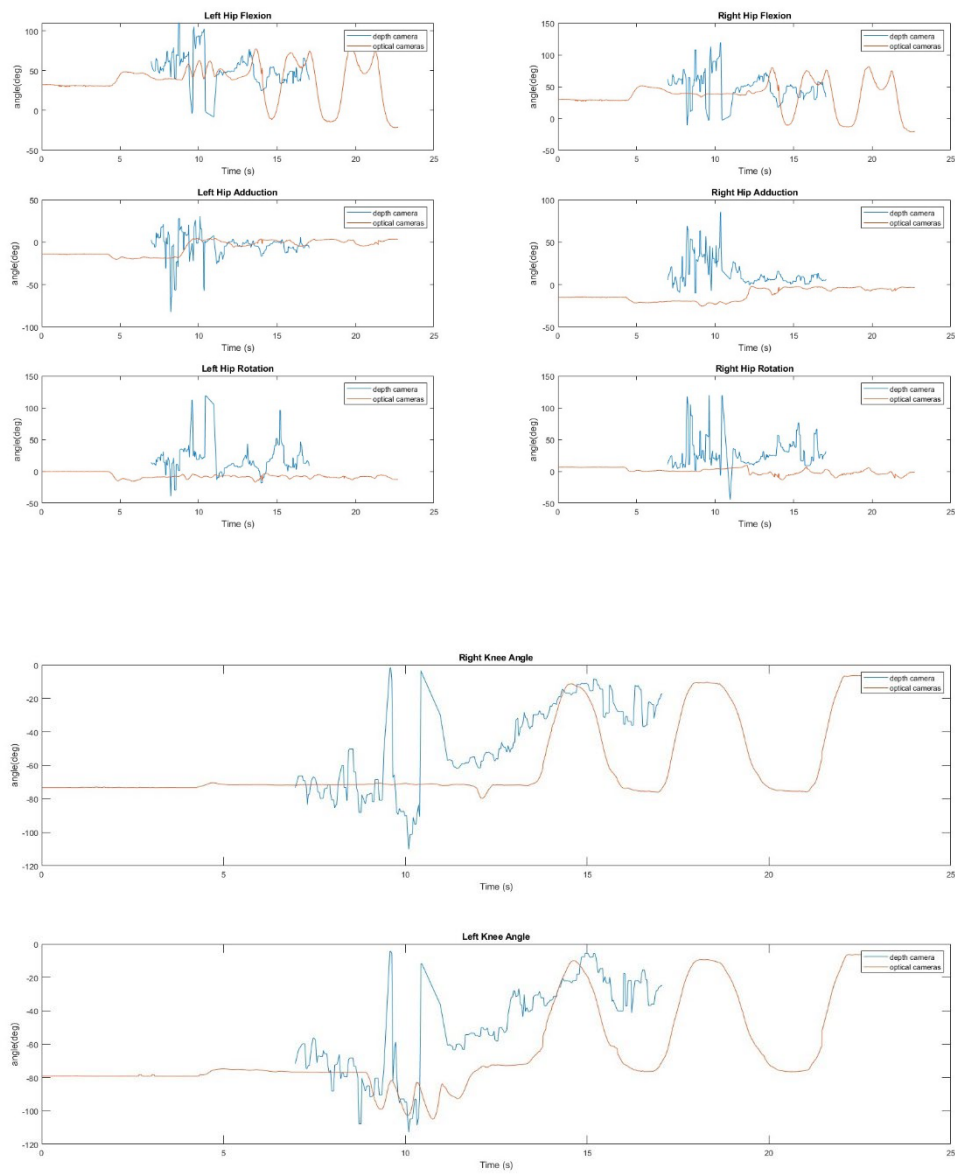 Left Hip Flexion
100
50
0
-50
angle(deg)
depth camera
optical cameras
0 5 10 15 20 25
Time (s)
Right Hip Flexion
150
100
50
0
-50
angle(deg)
depth camera
optical cameras
0 5 10 15 20 25
Time (s)
Left Hip Adduction
50
0
-50
-100
angle(deg)
depth camera
optical cameras
0 5 10 15 20 25
Time (s)
Right Hip Adduction
100
50
0
-50
angle(deg)
depth camera
optical cameras
0 5 10 15 20 25
Time (s)
Left Hip Rotation
150
100
50
0
-50
angle(deg)
depth camera
optical cameras
0 5 10 15 20 25
Time (s)
Right Hip Rotation
150
100
50
0
-50
angle(deg)
depth camera
optical cameras
0 5 10 15 20 25
Time (s)
Right Knee Angle
0
-20
-40
-60
-80
-100
-120
angle(deg)
depth camera
optical cameras
0 5 10 15 20 25
Time (s)
Left Knee Angle
0
-20
-40
-60
-80
-100
-120
angle(deg)
depth camera
optical cameras
0 5 10 15 20 25
Time (s)